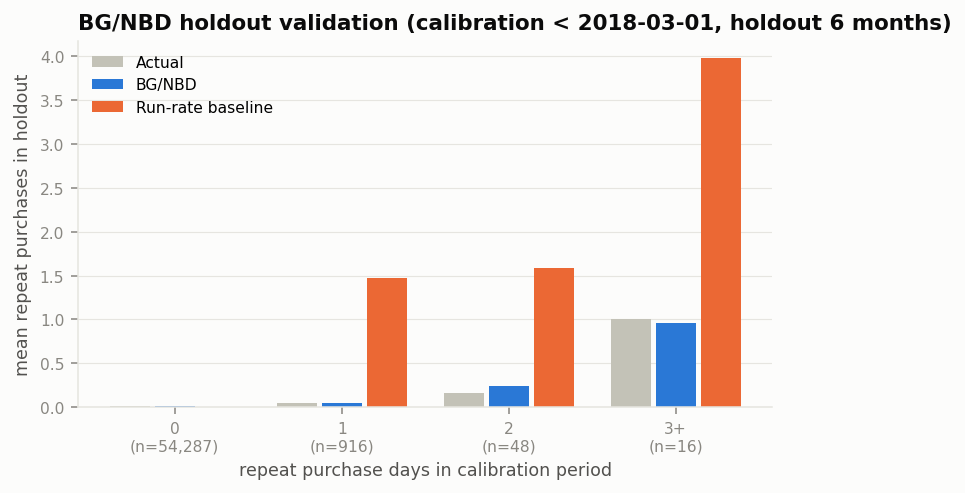 BG/NBD holdout validation (calibration < 2018-03-01, holdout 6 months)
Actual
BG/NBD
Run-rate baseline
mean repeat purchases in holdout
4.0
3.5
3.0
2.5
2.0
1.5
1.0
0.5
0.0
0
(n=54,287)
1
(n=916)
2
(n=48)
3+
(n=16)
repeat purchase days in calibration period